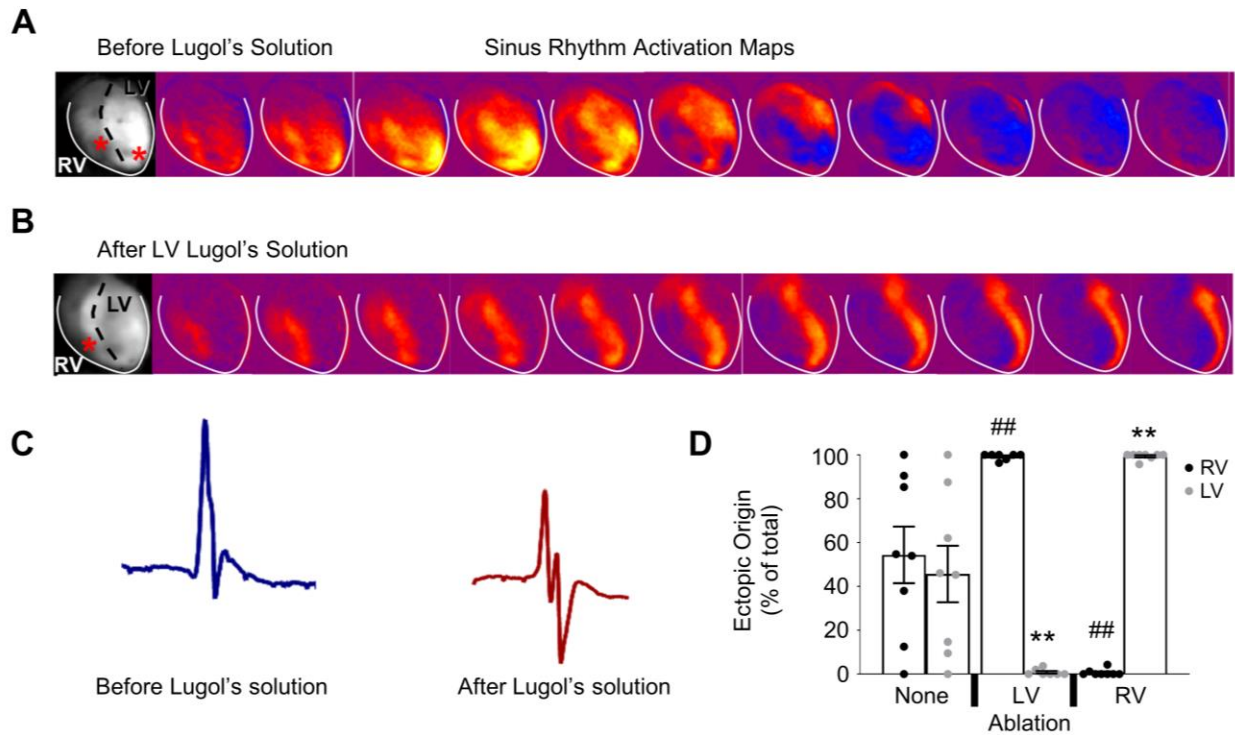 A
Before Lugol's Solution
Sinus Rhythm Activation Maps
LV
*
*
RV
B
After LV Lugol's Solution
LV
*
RV
C
Before Lugol's solution
After Lugol's solution
D
Ectopic Origin
(% of total)
100
80
60
40
20
0
##
**
**
##
RV
LV
None
LV
RV
Ablation